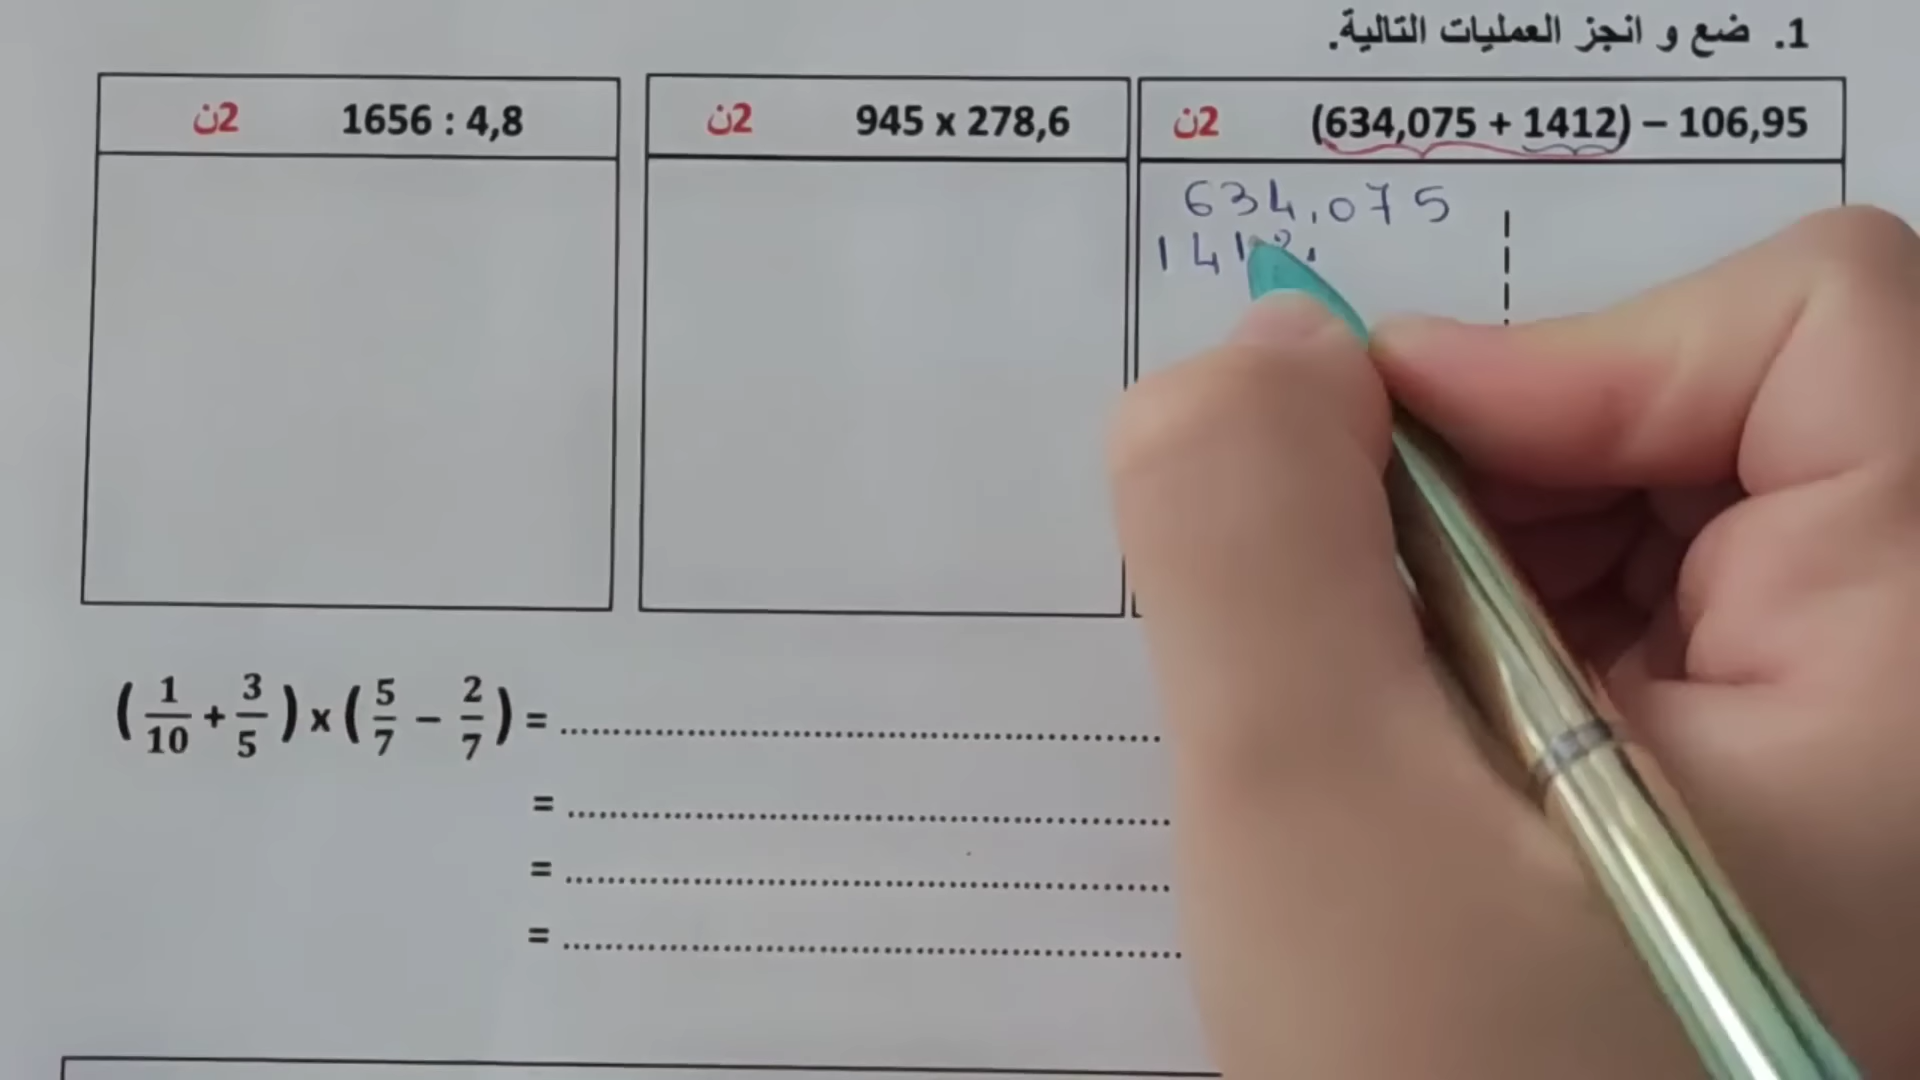 1. ضع و انجز العمليات التالية.
(634,075 + 1412) – 106,95 2ن
945 x 278,6 2ن
1656 : 4,8 2ن
634,075
1412,
(1/10 + 3/5) x (5/7 – 2/7) = ..........
= ..........
= ..........
= ..........